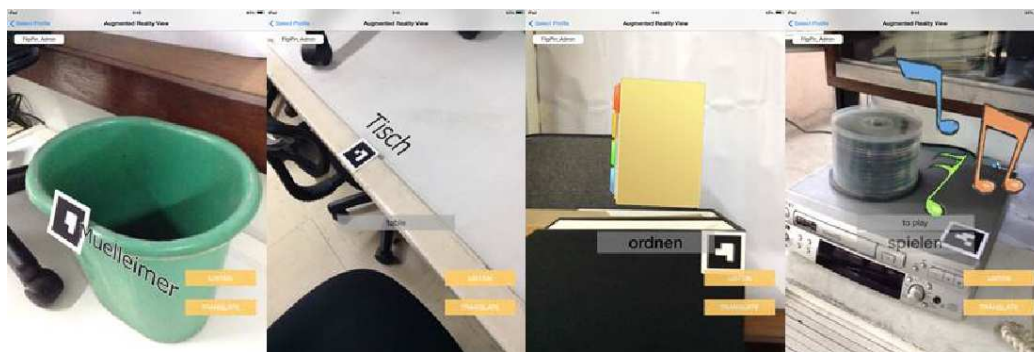 Select Profile
Augmented Reality View
FlipPin_Admin
Muelleimer
LISTEN
TRANSLATE
Select Profile
Augmented Reality View
FlipPin_Admin
Tisch
table
LISTEN
TRANSLATE
Select Profile
Augmented Reality View
FlipPin_Admin
ordnen
TRANSLATE
Select Profile
Augmented Reality View
FlipPin_Admin
to play
spielen
LISTEN
TRANSLATE